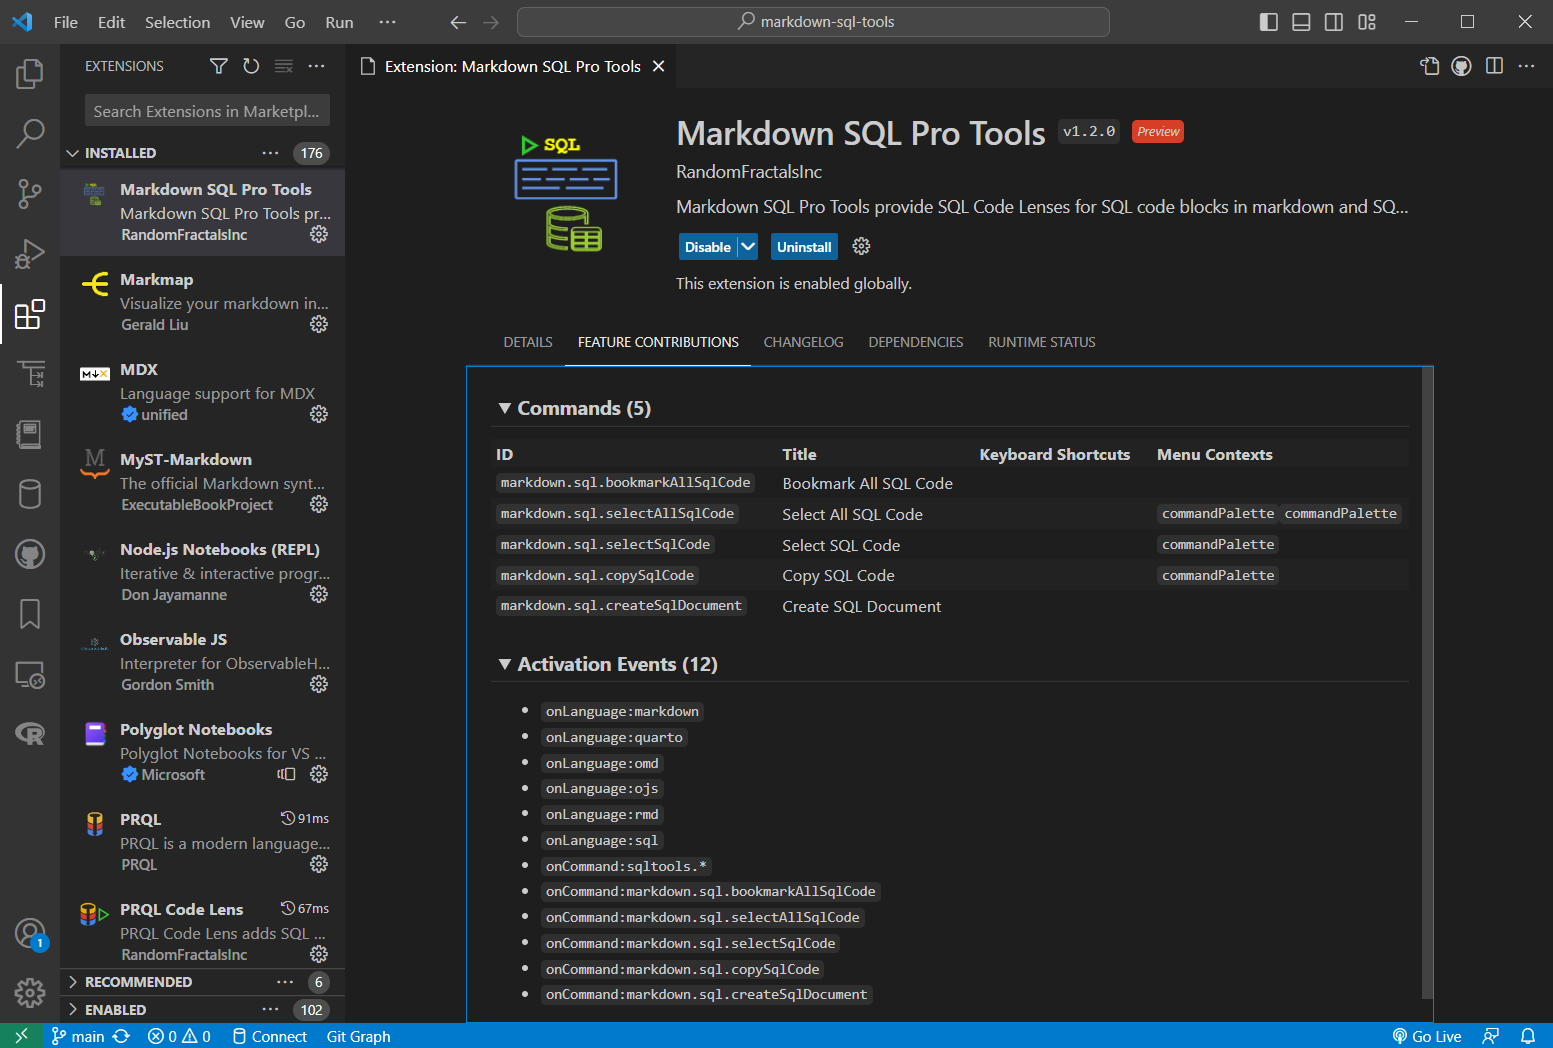 File Edit Selection View Go Run ··· markdown-sql-tools
EXTENSIONS
Search Extensions in Marketpl...
INSTALLED 176
Markdown SQL Pro Tools
Markdown SQL Pro Tools pr...
RandomFractalsInc
Markmap
Visualize your markdown in...
Gerald Liu
M↓X
MDX
Language support for MDX
unified
M
MyST-Markdown
The official Markdown synt...
ExecutableBookProject
Node.js Notebooks (REPL)
Iterative & interactive progr...
Don Jayamanne
Observable JS
Interpreter for ObservableH...
Gordon Smith
Polyglot Notebooks
Polyglot Notebooks for VS ...
Microsoft
PRQL 91ms
PRQL is a modern language...
PRQL
PRQL Code Lens 67ms
PRQL Code Lens adds SQL ...
RandomFractalsInc
RECOMMENDED 6
ENABLED 102
R
1
Extension: Markdown SQL Pro Tools
SQL
Markdown SQL Pro Tools v1.2.0 Preview
RandomFractalsInc
Markdown SQL Pro Tools provide SQL Code Lenses for SQL code blocks in markdown and SQ...
Disable Uninstall
This extension is enabled globally.
DETAILS FEATURE CONTRIBUTIONS CHANGELOG DEPENDENCIES RUNTIME STATUS
Commands (5)
ID Title Keyboard Shortcuts Menu Contexts
markdown.sql.bookmarkAllSqlCode Bookmark All SQL Code
markdown.sql.selectAllSqlCode Select All SQL Code commandPalette commandPalette
markdown.sql.selectSqlCode Select SQL Code commandPalette
markdown.sql.copySqlCode Copy SQL Code commandPalette
markdown.sql.createSqlDocument Create SQL Document
Activation Events (12)
• onLanguage:markdown
• onLanguage:quarto
• onLanguage:omd
• onLanguage:ojs
• onLanguage:rmd
• onLanguage:sql
• onCommand:sqltools.*
• onCommand:markdown.sql.bookmarkAllSqlCode
• onCommand:markdown.sql.selectAllSqlCode
• onCommand:markdown.sql.selectSqlCode
• onCommand:markdown.sql.copySqlCode
• onCommand:markdown.sql.createSqlDocument
main 0 0 Connect Git Graph Go Live